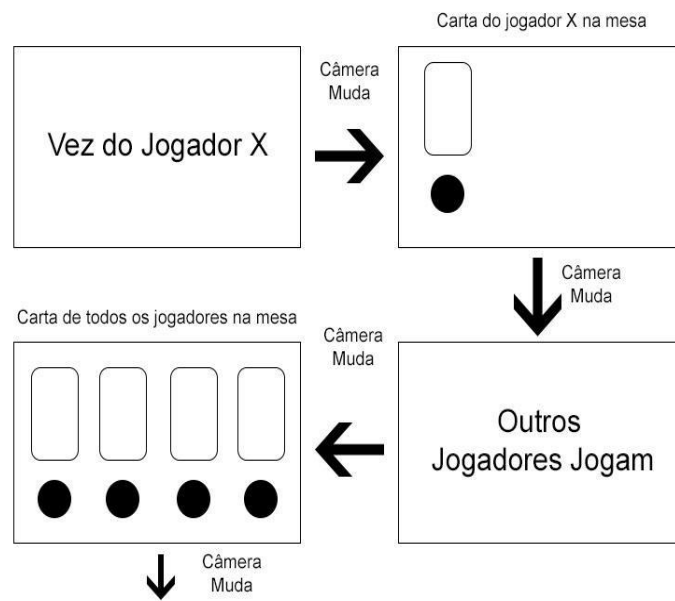 Carta do jogador X na mesa
Vez do Jogador X
Câmera
Muda
Câmera
Muda
Carta de todos os jogadores na mesa
Câmera
Muda
Outros
Jogadores Jogam
Câmera
Muda